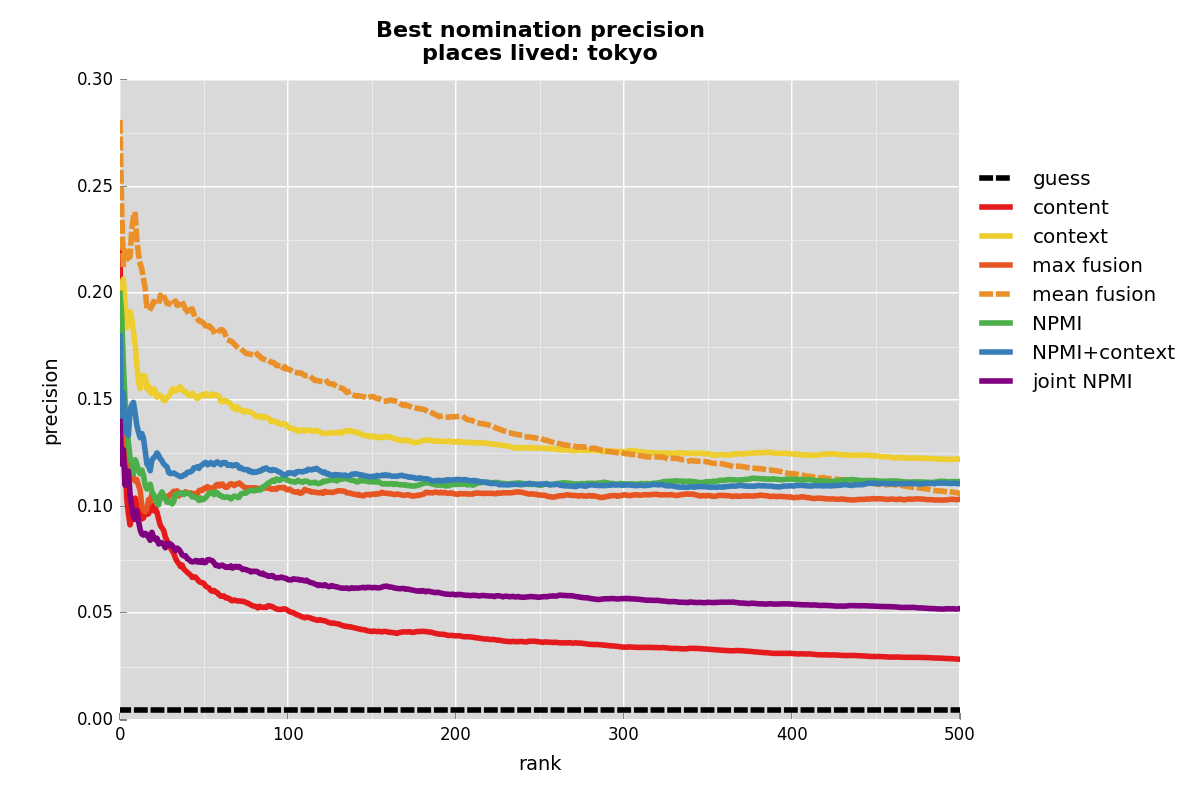 Best nomination precision
places lived: tokyo
0.30
0.25
0.20
0.15
0.10
0.05
0.00
precision
0 100 200 300 400 500
rank
guess
content
context
max fusion
mean fusion
NPMI
NPMI+context
joint NPMI